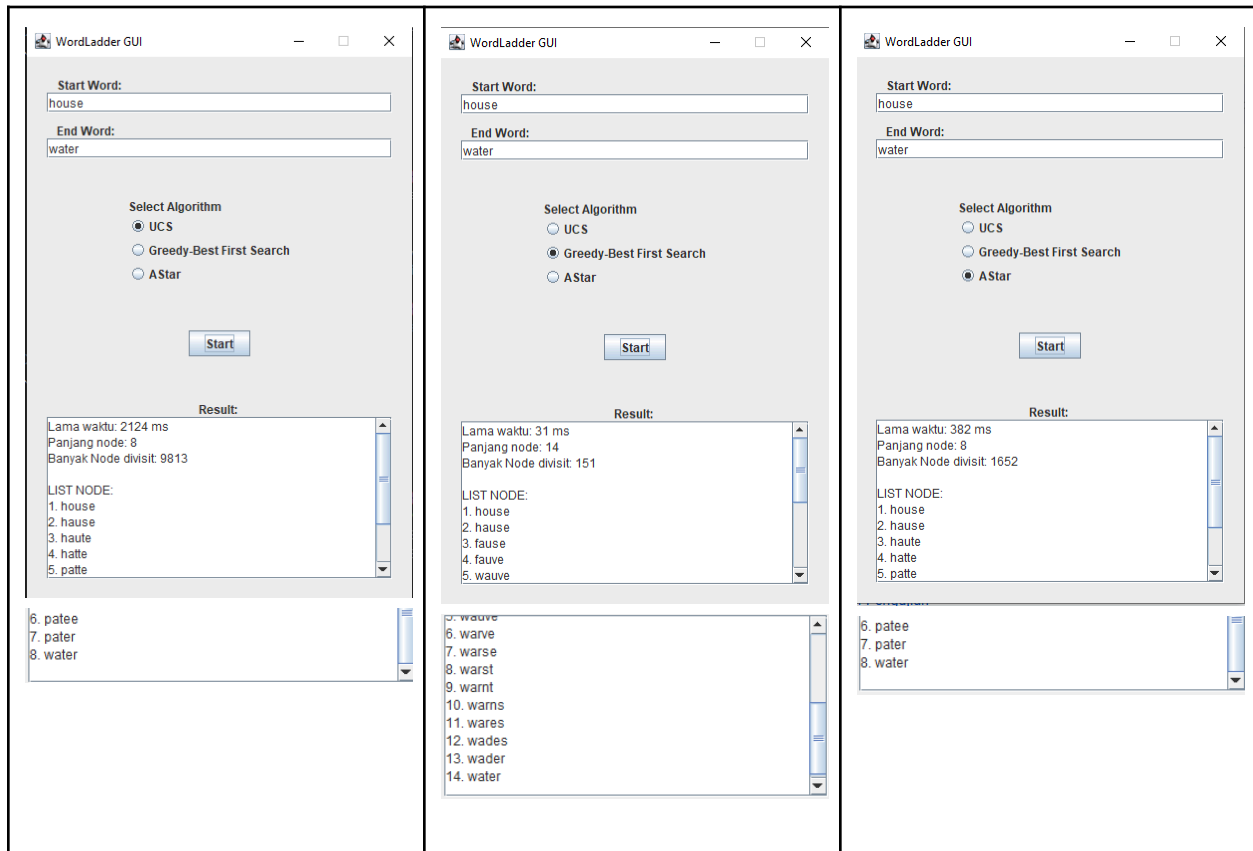 WordLadder GUI
Start Word:
house
End Word:
water
Select Algorithm
UCS
Greedy-Best First Search
AStar
Start
Result:
Lama waktu: 2124 ms
Panjang node: 8
Banyak Node divisit: 9813
LIST NODE:
1. house
2. hause
3. haute
4. hatte
5. patte
6. patee
7. pater
8. water
WordLadder GUI
Start Word:
house
End Word:
water
Select Algorithm
UCS
Greedy-Best First Search
AStar
Start
Result:
Lama waktu: 31 ms
Panjang node: 14
Banyak Node divisit: 151
LIST NODE:
1. house
2. hause
3. fause
4. fauve
5. wauve
5. wauve
6. warve
7. warse
8. warst
9. warnt
10. warns
11. wares
12. wades
13. wader
14. water
WordLadder GUI
Start Word:
house
End Word:
water
Select Algorithm
UCS
Greedy-Best First Search
AStar
Start
Result:
Lama waktu: 382 ms
Panjang node: 8
Banyak Node divisit: 1652
LIST NODE:
1. house
2. hause
3. haute
4. hatte
5. patte
6. patee
7. pater
8. water